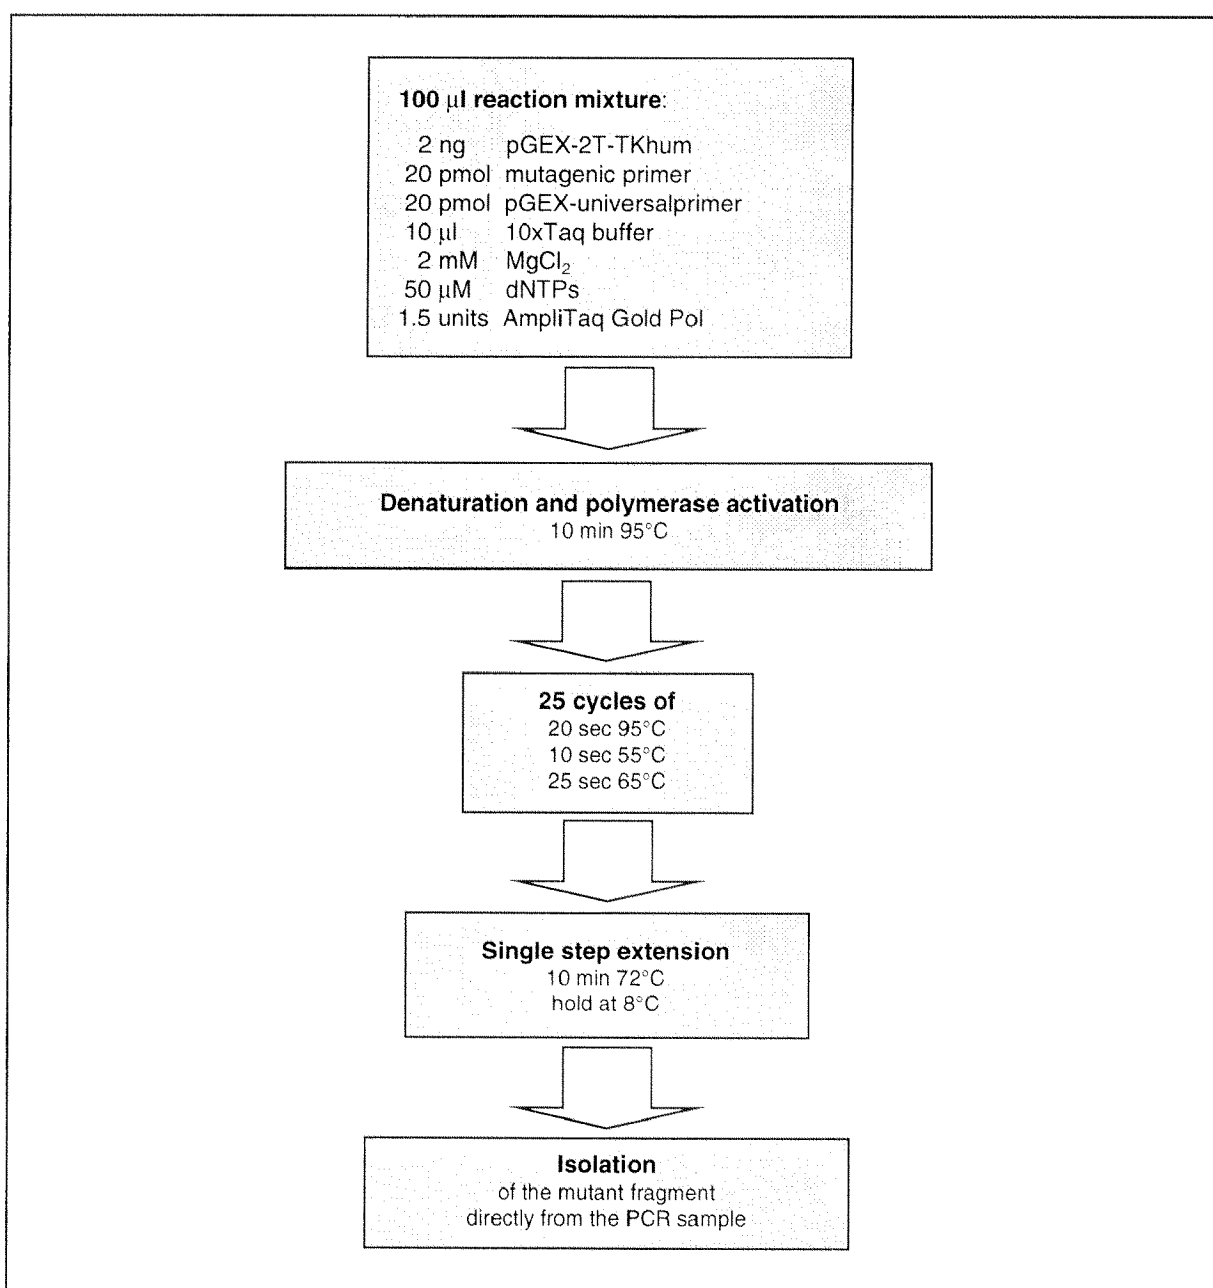 100 µl reaction mixture:
2 ng pGEX-2T-TKhum
20 pmol mutagenic primer
20 pmol pGEX-universalprimer
10 µl 10xTaq buffer
2 mM MgCl₂
50 µM dNTPs
1.5 units AmpliTaq Gold Pol
Denaturation and polymerase activation
10 min 95°C
25 cycles of
20 sec 95°C
10 sec 55°C
25 sec 65°C
Single step extension
10 min 72°C
hold at 8°C
Isolation
of the mutant fragment
directly from the PCR sample